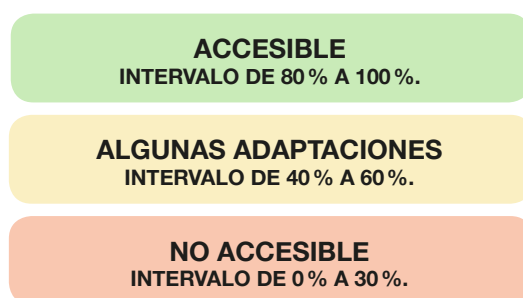 ACCESIBLE
INTERVALO DE 80 % A 100 %.
ALGUNAS ADAPTACIONES
INTERVALO DE 40 % A 60 %.
NO ACCESIBLE
INTERVALO DE 0 % A 30 %.